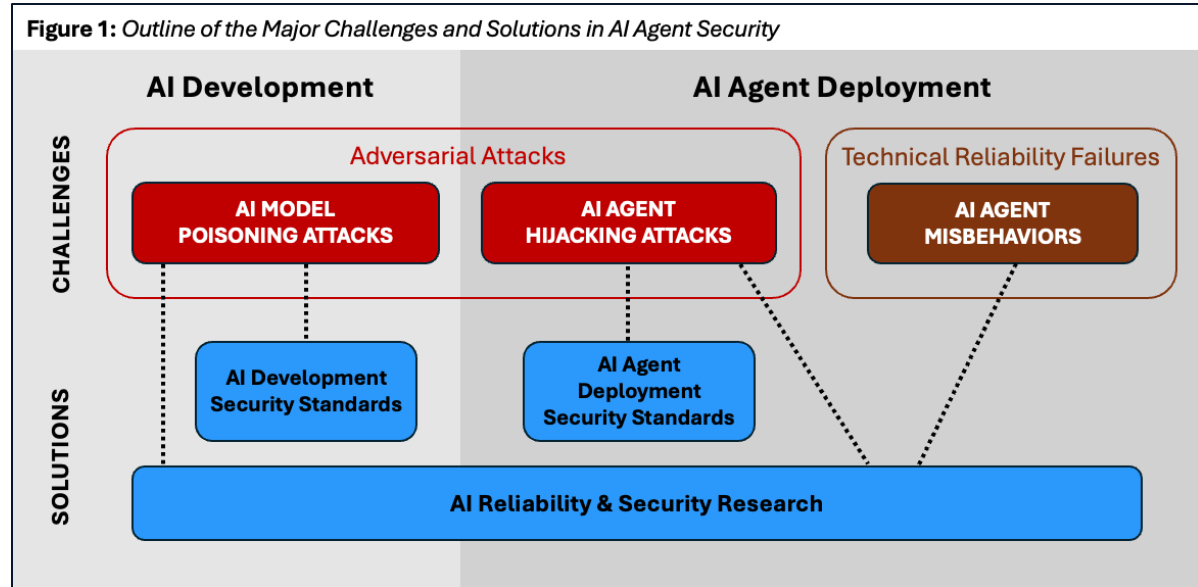 Figure 1: Outline of the Major Challenges and Solutions in AI Agent Security
AI Development
AI Agent Deployment
CHALLENGES
Adversarial Attacks
Technical Reliability Failures
AI MODEL
POISONING ATTACKS
AI AGENT
HIJACKING ATTACKS
AI AGENT
MISBEHAVIORS
SOLUTIONS
AI Development
Security Standards
AI Agent
Deployment
Security Standards
AI Reliability & Security Research